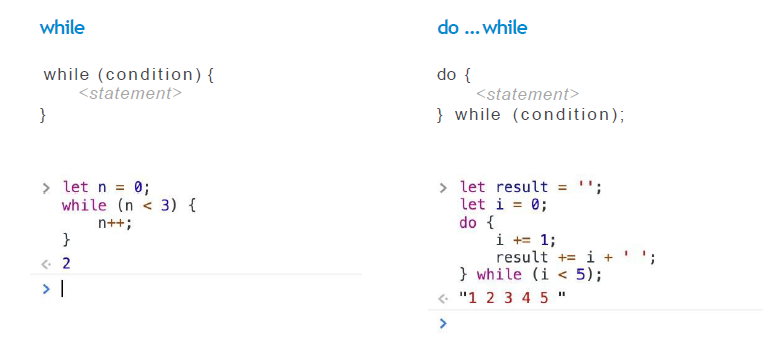 while
while (condition) {
<statement>
}
> let n = 0;
while (n < 3) {
n++;
}
<· 2
>
do ... while
do {
<statement>
} while (condition);
> let result = '';
let i = 0;
do {
i += 1;
result += i + ' ';
} while (i < 5);
<· "1 2 3 4 5 "
>